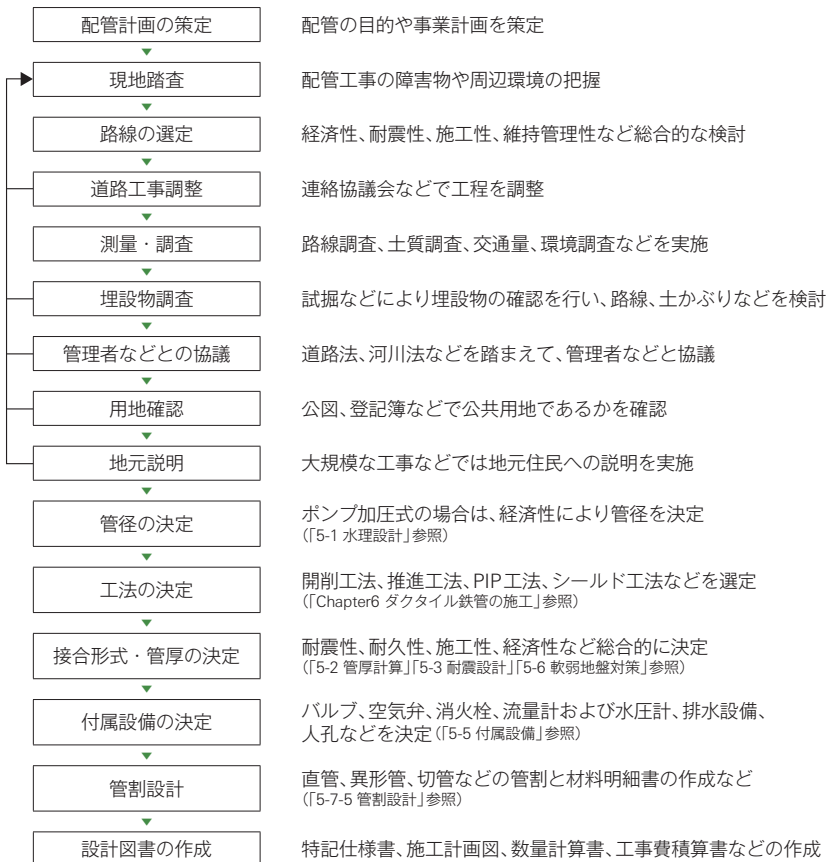 配管計画の策定 配管の目的や事業計画を策定
現地踏査 配管工事の障害物や周辺環境の把握
路線の選定 経済性、耐震性、施工性、維持管理性など総合的な検討
道路工事調整 連絡協議会などで工程を調整
測量・調査 路線調査、土質調査、交通量、環境調査などを実施
埋設物調査 試掘などにより埋設物の確認を行い、路線、土かぶりなどを検討
管理者などとの協議 道路法、河川法などを踏まえて、管理者などと協議
用地確認 公図、登記簿などで公共用地であるかを確認
地元説明 大規模な工事などでは地元住民への説明を実施
管径の決定 ポンプ加圧式の場合は、経済性により管径を決定
(「5-1 水理設計」参照)
工法の決定 開削工法、推進工法、PIP工法、シールド工法などを選定
(「Chapter6 ダクタイル鉄管の施工」参照)
接合形式・管厚の決定 耐震性、耐久性、施工性、経済性など総合的に決定
(「5-2 管厚計算」「5-3 耐震設計」「5-6 軟弱地盤対策」参照)
付属設備の決定 バルブ、空気弁、消火栓、流量計および水圧計、排水設備、
人孔などを決定(「5-5 付属設備」参照)
管割設計 直管、異形管、切管などの管割と材料明細書の作成など
(「5-7-5 管割設計」参照)
設計図書の作成 特記仕様書、施工計画図、数量計算書、工事費積算書などの作成